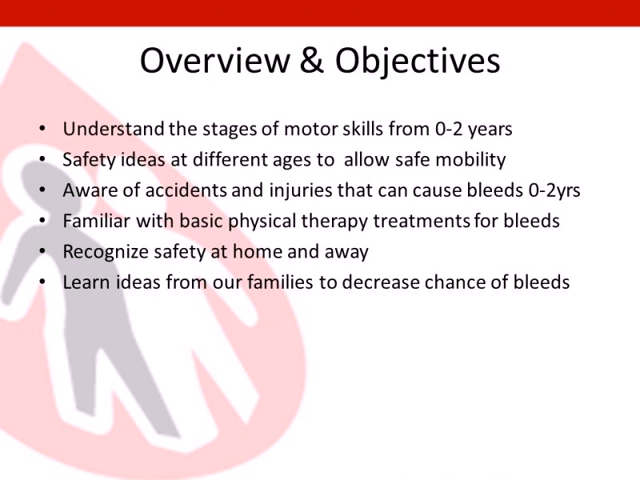 Overview & Objectives
• Understand the stages of motor skills from 0-2 years
• Safety ideas at different ages to  allow safe mobility
• Aware of accidents and injuries that can cause bleeds 0-2yrs
• Familiar with basic physical therapy treatments for bleeds
• Recognize safety at home and away
• Learn ideas from our families to decrease chance of bleeds